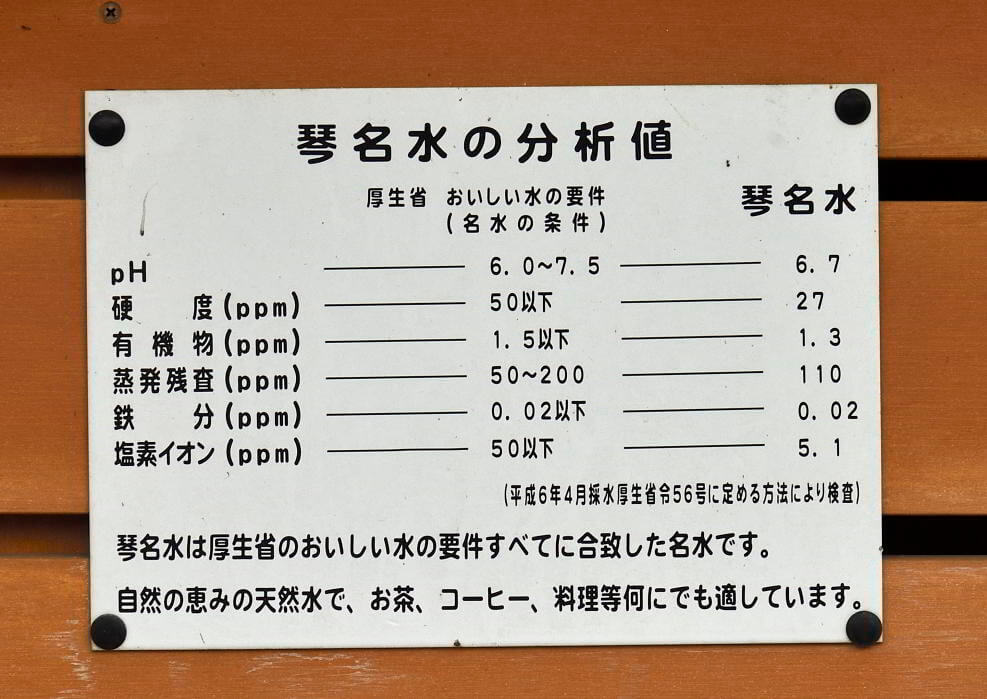 琴名水の分析値
厚生省 おいしい水の要件 琴名水
(名水の条件)
pH 6.0~7.5 6.7
硬度(ppm) 50以下 27
有機物(ppm) 1.5以下 1.3
蒸発残査(ppm) 50~200 110
鉄分(ppm) 0.02以下 0.02
塩素イオン(ppm) 50以下 5.1
(平成6年4月採水厚生省令56号に定める方法により検査)
琴名水は厚生省のおいしい水の要件すべてに合致した名水です。
自然の恵みの天然水で、お茶、コーヒー、料理等何にでも適しています。